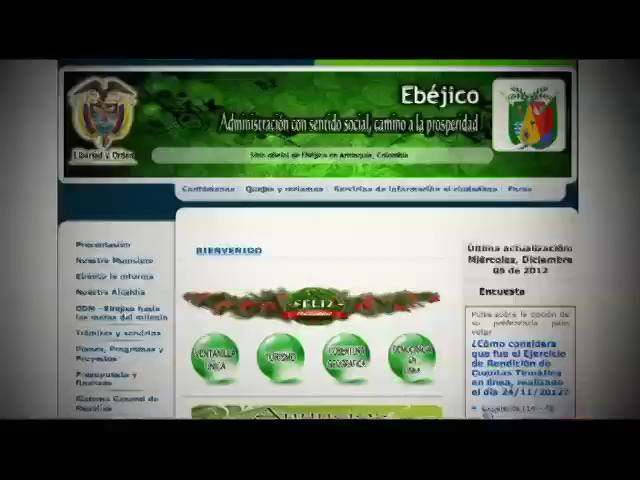 Ebéjico
Administración con sentido social, camino a la prosperidad
Libertad y Orden
Sitio oficial de Ebéjico en Antioquia, Colombia
Contáctenos
Quejas y reclamos
Servicios de información al ciudadano
Foros
Presentación
Nuestro Municipio
Ebéjico le informa
Nuestra Alcaldía
ODM - Ebéjico hacia
las metas del milenio
Trámites y servicios
Planes, Programas y
Proyectos
Presupuesto y
finanzas
Sistema General de
Regalías
BIENVENIDO
FELIZ
VENTANILLA
ÚNICA
TURISMO
COBERTURA
GEOGRAFICA
DEMOCRACIA
Última actualización:
Miércoles, Diciembre
05 de 2012
Encuesta
Pulse sobre la opción de
su preferencia para
votar
¿Cómo considera
que fue el Ejercicio
de Rendición de
Cuentas Temática
en línea, realizado
el día 24/11/2012?